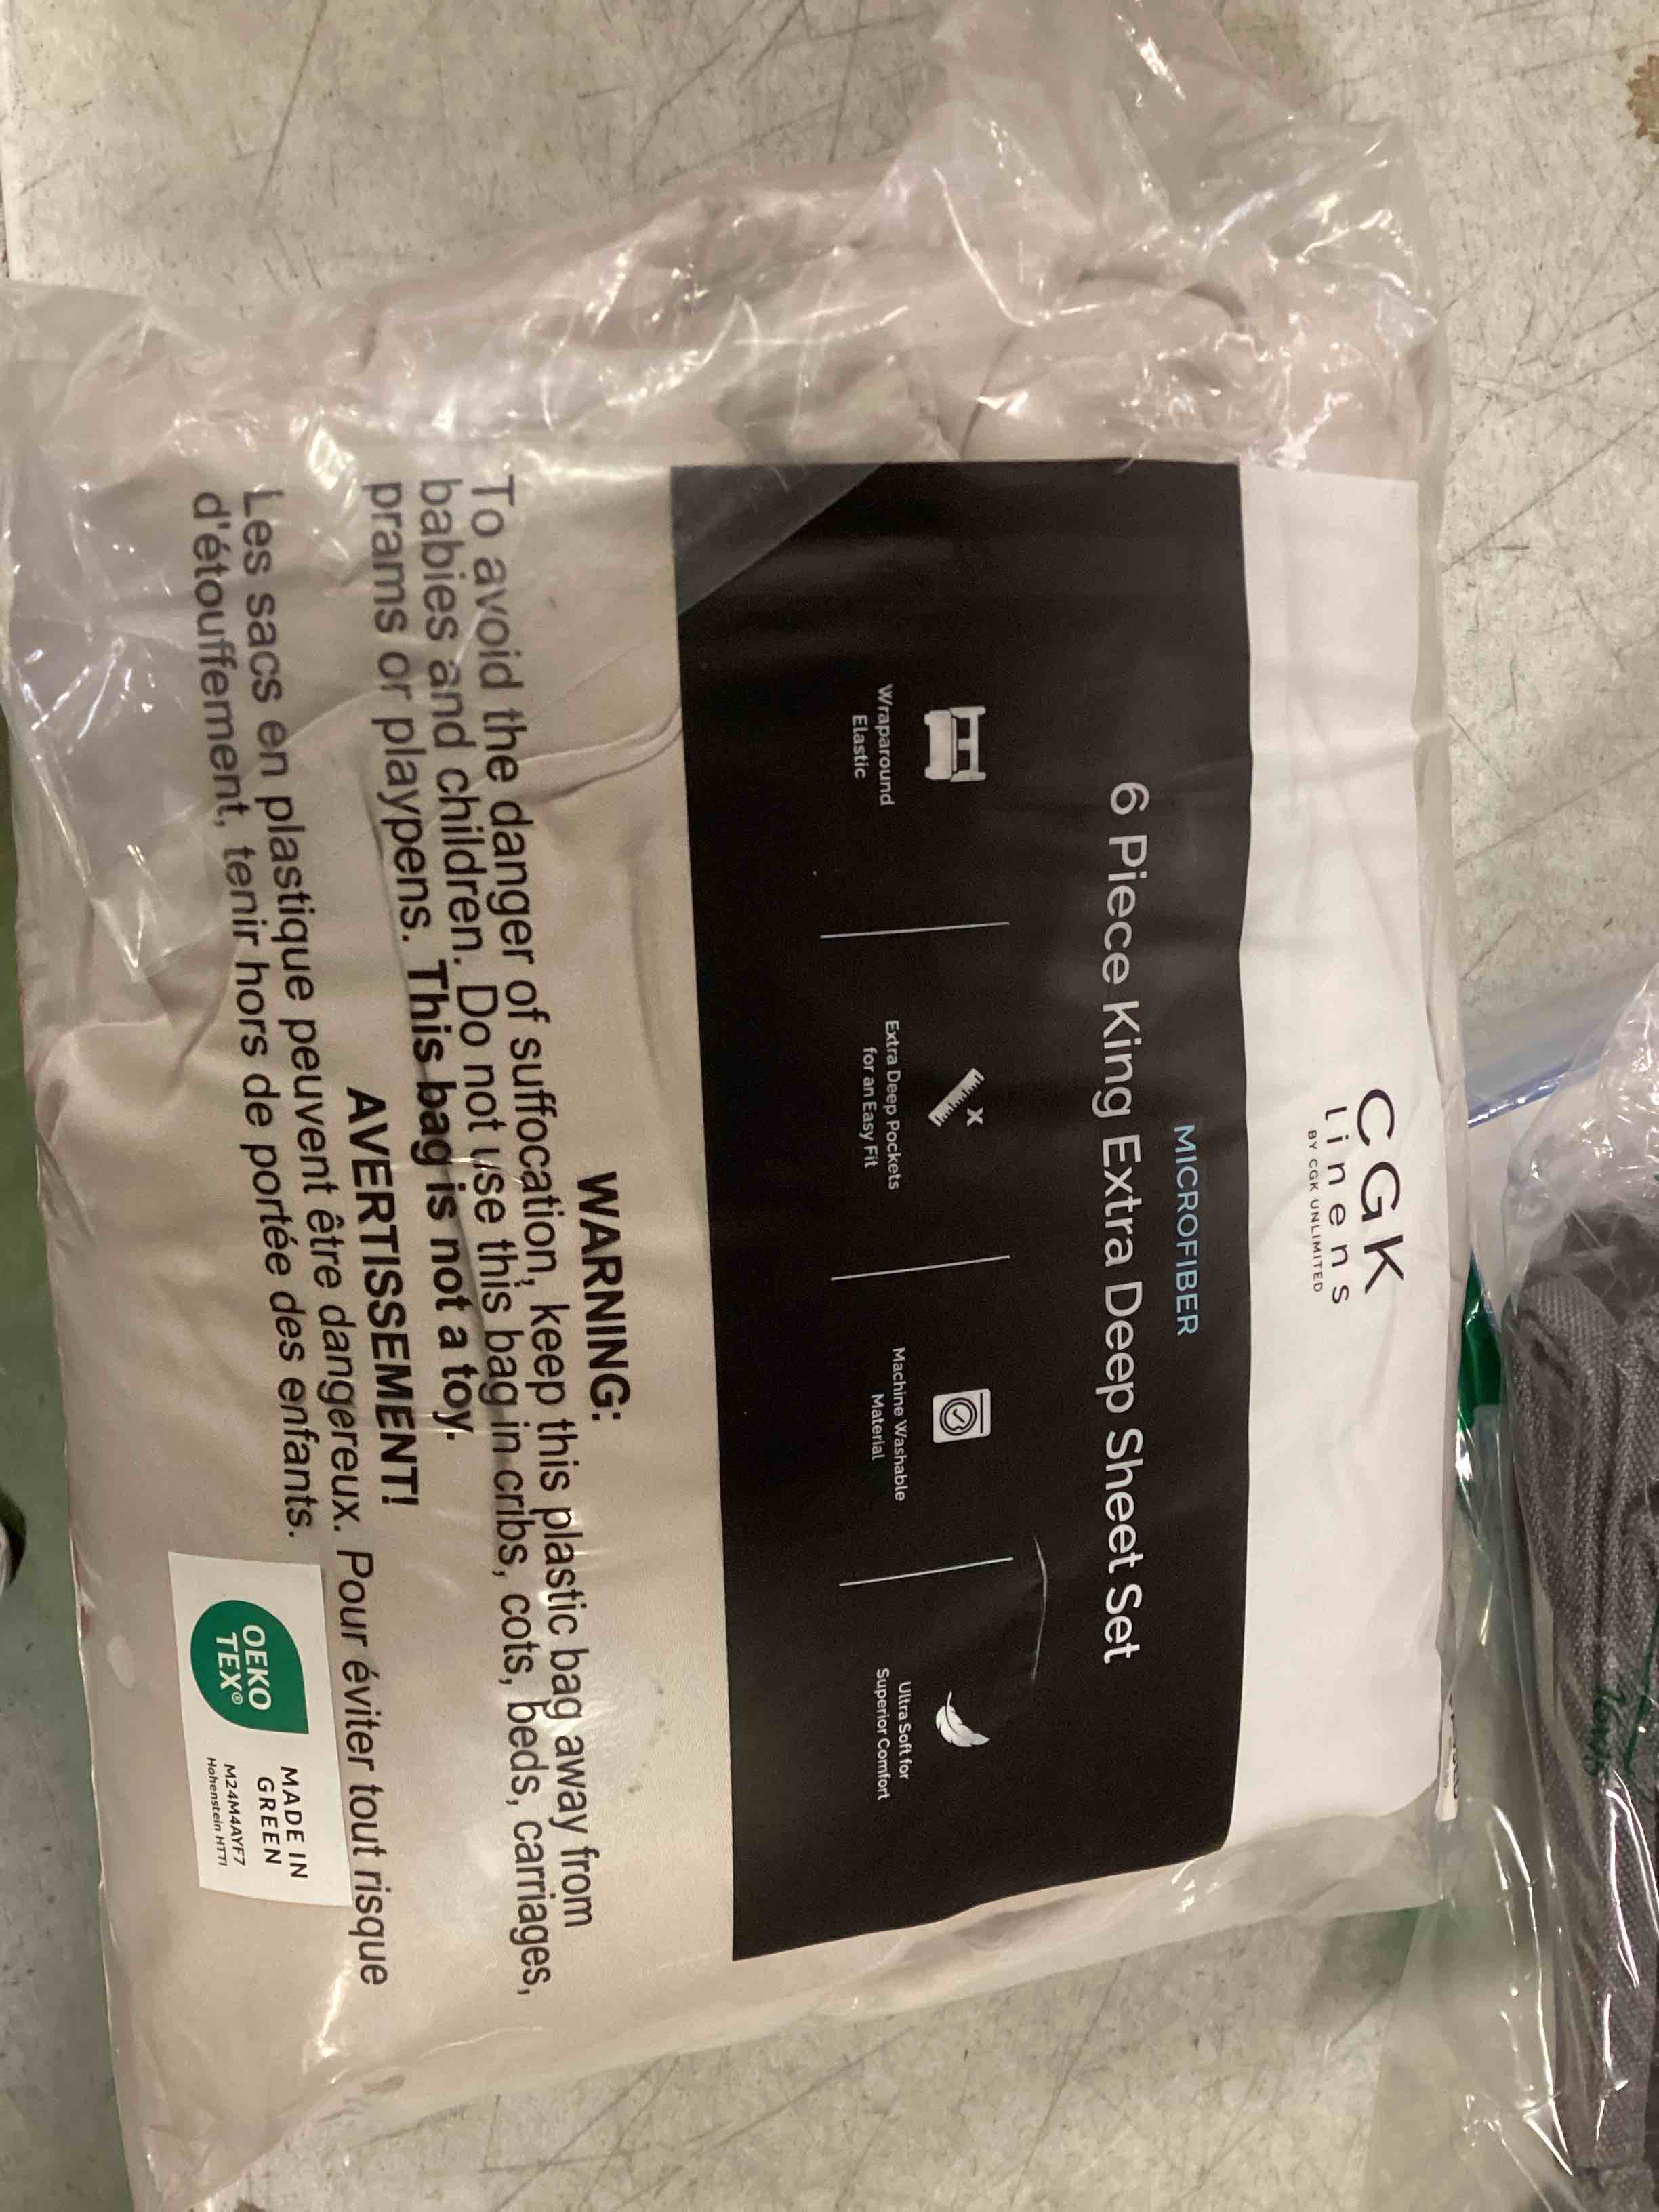 CGK
Linens
BY CGK UNLIMITED
MICROFIBER
6 Piece King Extra Deep Sheet Set
Wraparound
Elastic
X
Extra Deep Pockets
for an Easy Fit
Machine Washable
Material
Ultra Soft for
Superior Comfort
WARNING:
To avoid the danger of suffocation, keep this plastic bag away from
babies and children. Do not use this bag in cribs, cots, beds, carriages,
prams or playpens. This bag is not a toy.
AVERTISSEMENT!
Les sacs en plastique peuvent être dangereux. Pour éviter tout risque
d'étouffement, tenir hors de portée des enfants.
OEKO
TEX®
MADE IN
GREEN
M24M4AYF7
Hohenstein HTTI